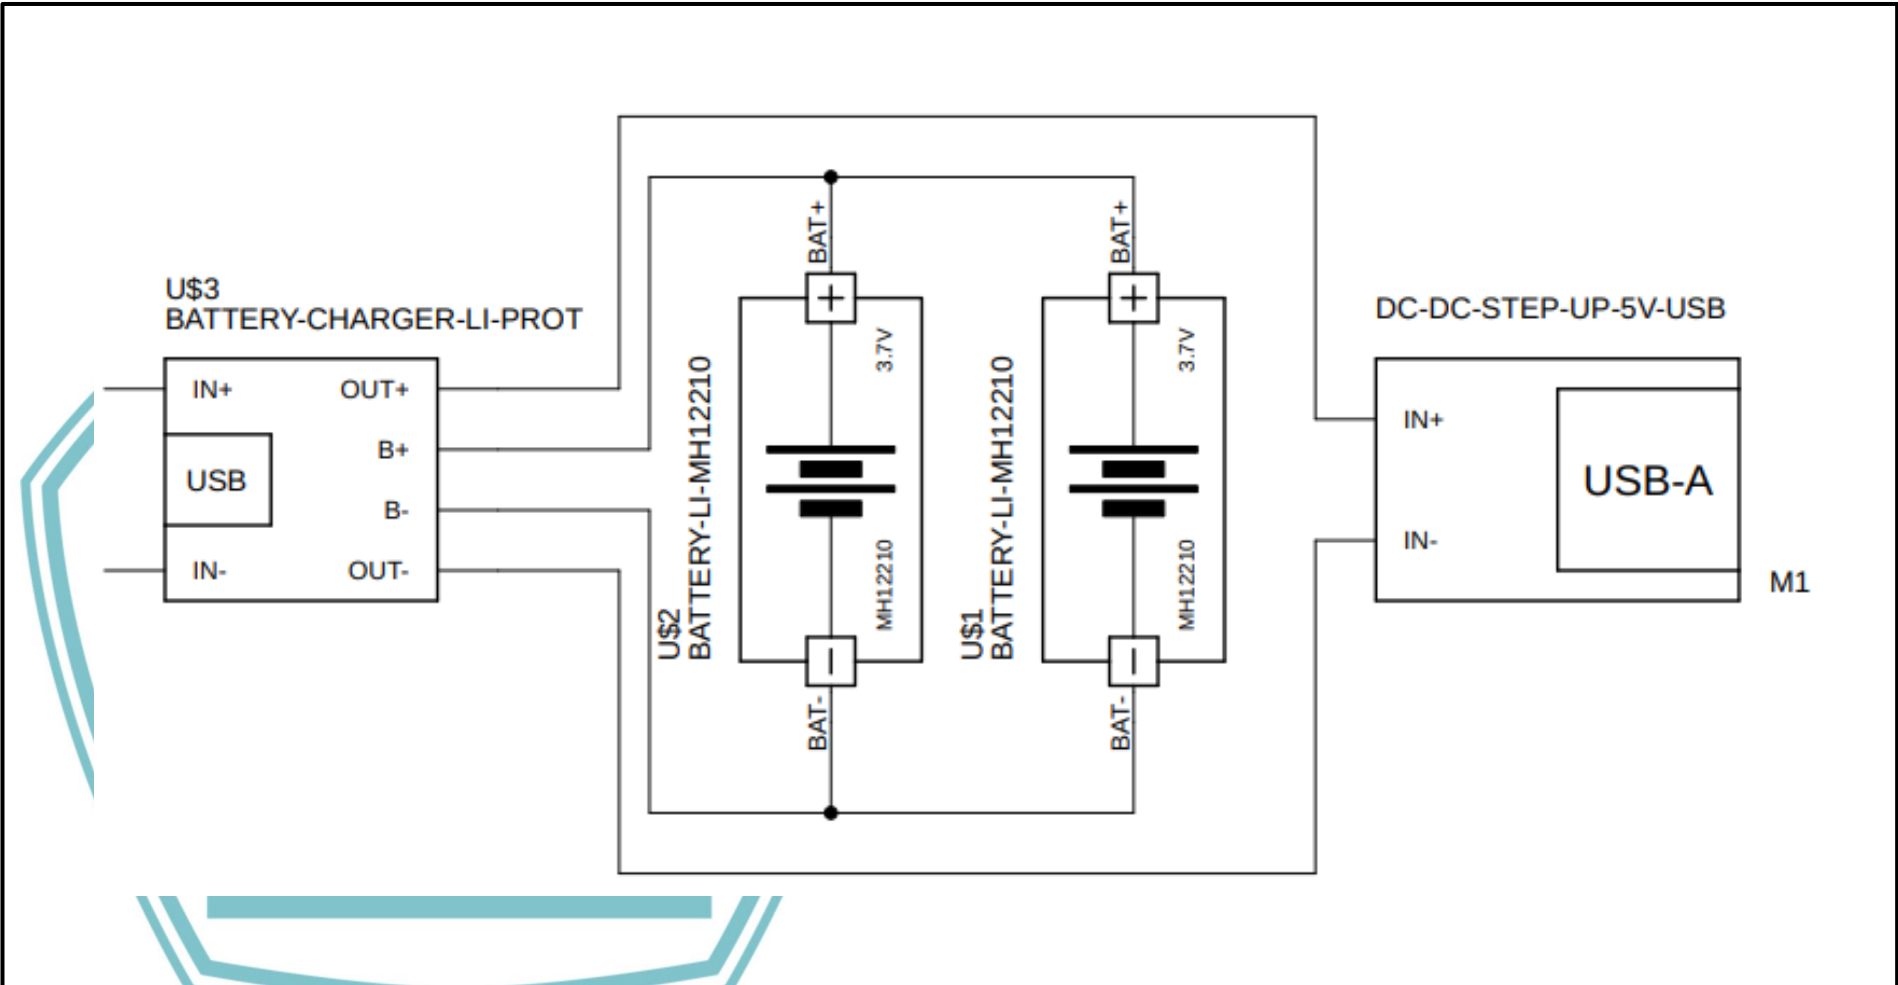 U$3
BATTERY-CHARGER-LI-PROT
IN+
OUT+
B+
USB
B-
IN-
OUT-
BAT+
+
3.7V
U$2
BATTERY-LI-MH12210
MH12210
-
BAT-
BAT+
+
3.7V
U$1
BATTERY-LI-MH12210
MH12210
-
BAT-
DC-DC-STEP-UP-5V-USB
IN+
USB-A
IN-
M1